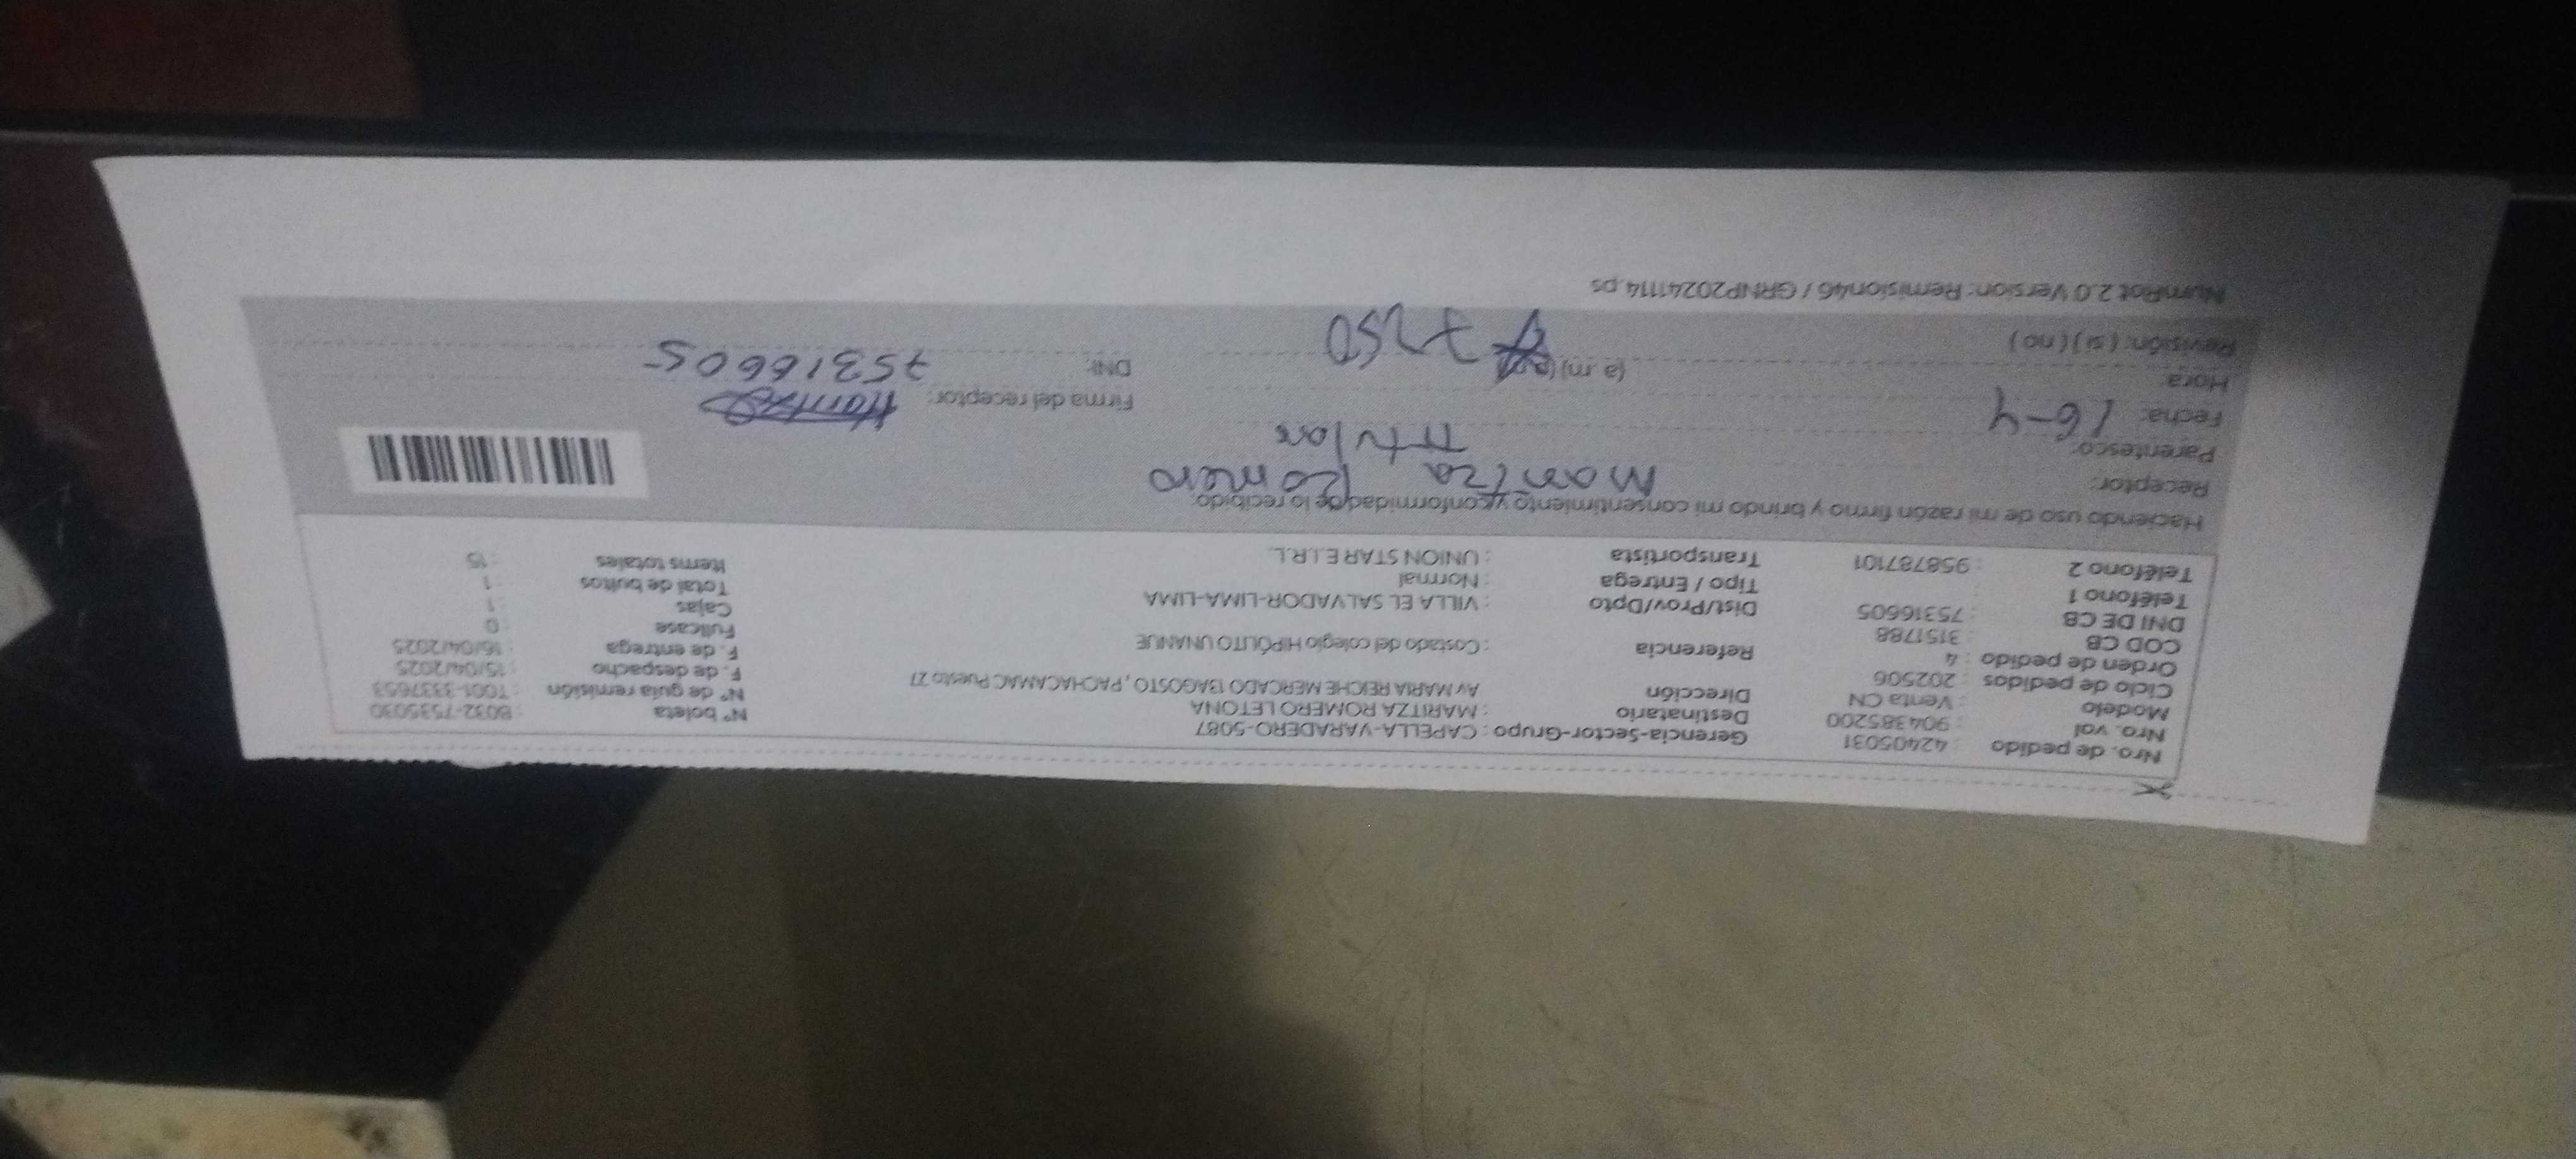 Nro. de pedido : 42405031
Nro. vol : 904385200
Modelo : Venta CN
Ciclo de pedidos : 202506
Orden de pedido : 4
COD CB : 3151788
DNI DE CB : 75316605
Teléfono 1 :
Teléfono 2 : 958787101
Gerencia-Sector-Grupo : CAPELLA-VARADERO-5087
Destinatario : MARITZA ROMERO LETONA
Dirección : Av MARIA REICHE MERCADO 13AGOSTO , PACHACAMAC Puesto 27
Referencia : Costado del colegio HIPÓLITO UNANUE
Dist/Prov/Dpto : VILLA EL SALVADOR-LIMA-LIMA
Tipo / Entrega : Normal
Transportista : UNION STAR E.I.R.L.
N° boleta : B032-7535030
N° de guía remisión : T001-3337653
F. de despacho : 15/04/2025
F. de entrega : 16/04/2025
Fullcase : 0
Cajas : 1
Total de bultos : 1
Items totales : 15
Haciendo uso de mi razón firmo y brindo mi consentimiento y conformidad de lo recibido.
Receptor: Maritza Romero
Parentesco: Titular
Fecha: 16-4
Hora: (a.m) (p.m) 7:50
Revisión: ( si ) ( no )
Firma del receptor:
DNI: 75316605
NumRot 2.0 Version: Remision46 / GRNP20241114.ps